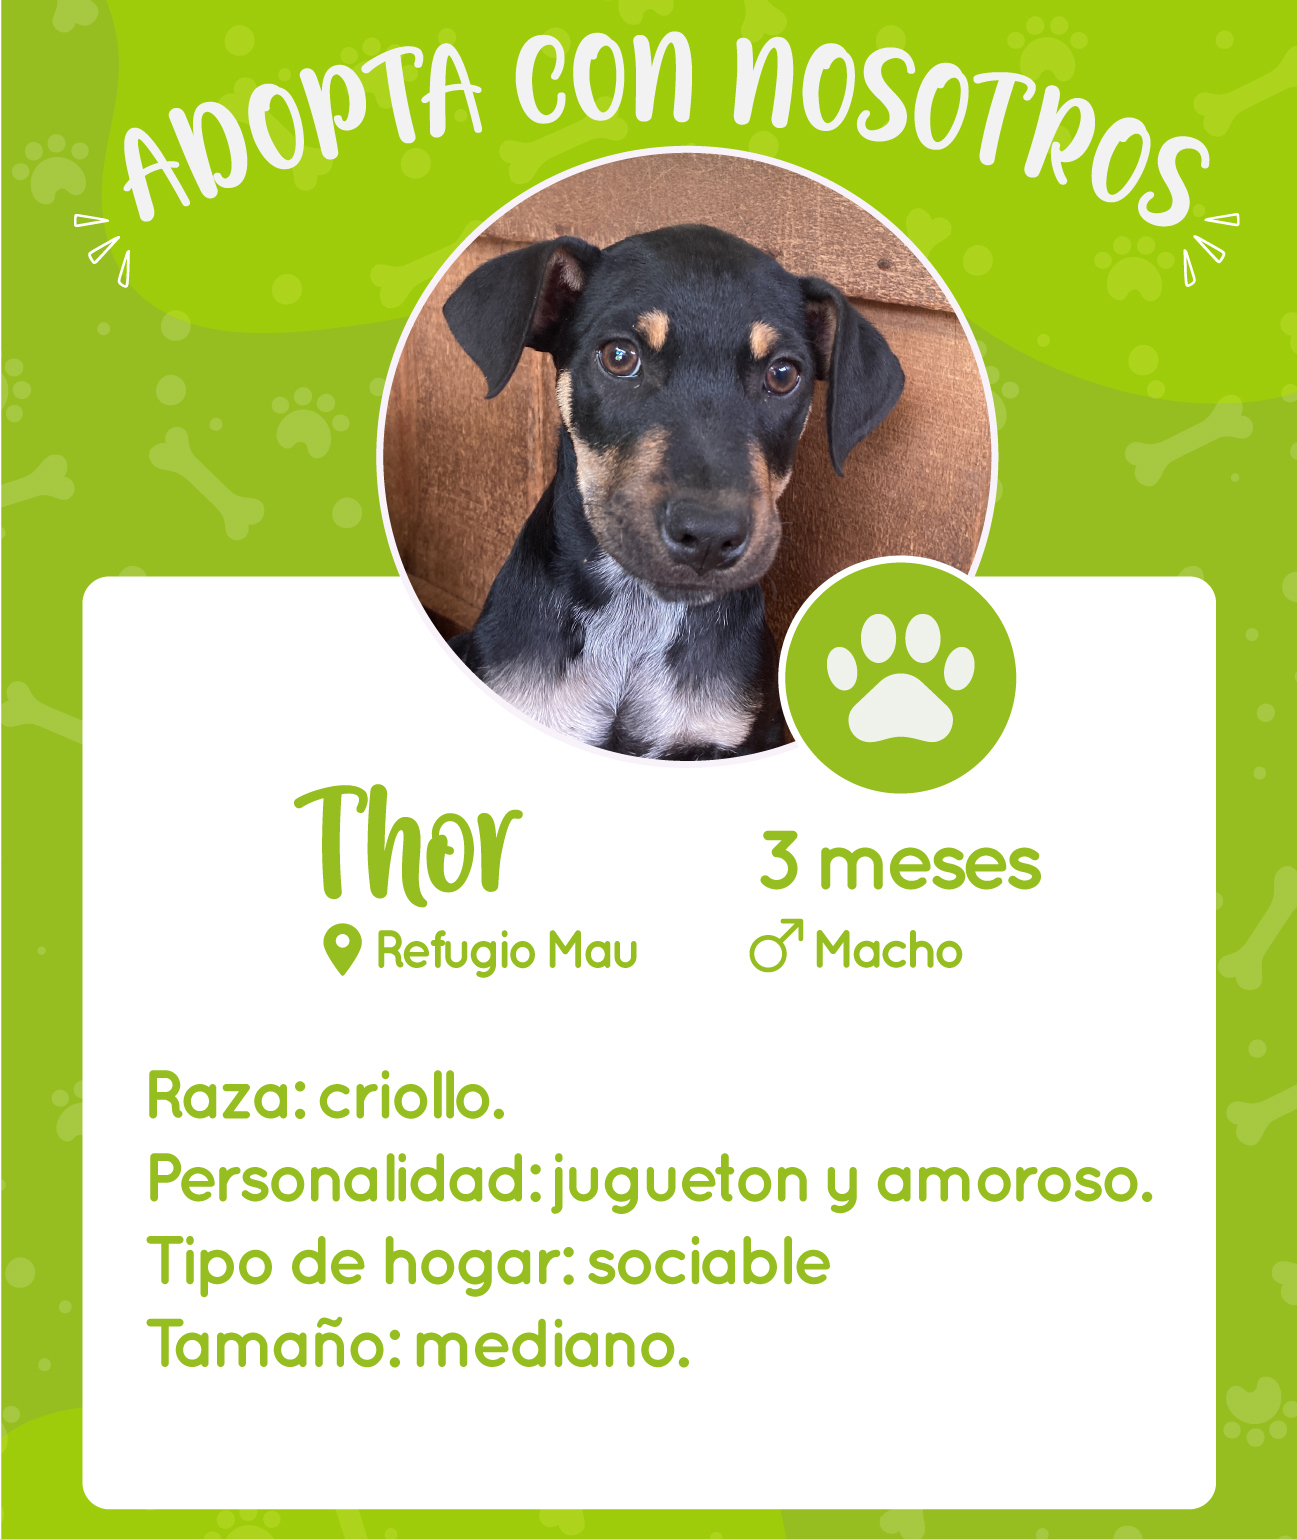 ADOPTA CON NOSOTROS
Thor
3 meses
Refugio Mau
Macho
Raza: criollo.
Personalidad: jugueton y amoroso.
Tipo de hogar: sociable
Tamaño: mediano.